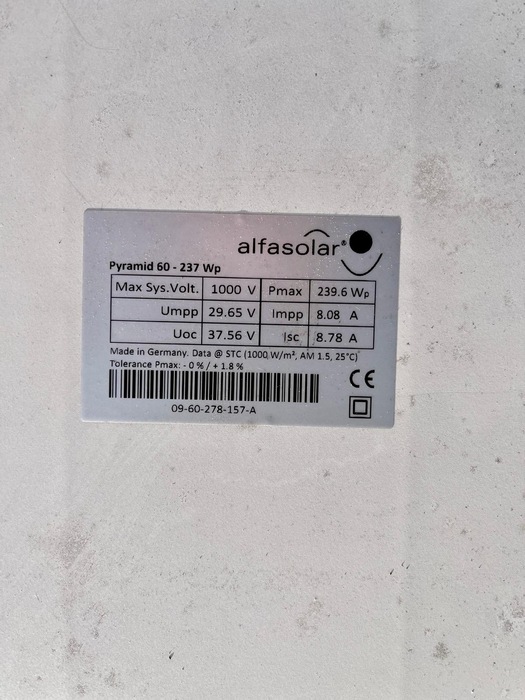 alfasolar®
Pyramid 60 - 237 Wp
Max Sys.Volt. 1000 V Pmax 239.6 Wp
Umpp 29.65 V Impp 8.08 A
Uoc 37.56 V Isc 8.78 A
Made in Germany. Data @ STC (1000 W/m², AM 1.5, 25°C)
Tolerance Pmax: - 0 % / + 1.8 %
CE
09-60-278-157-A